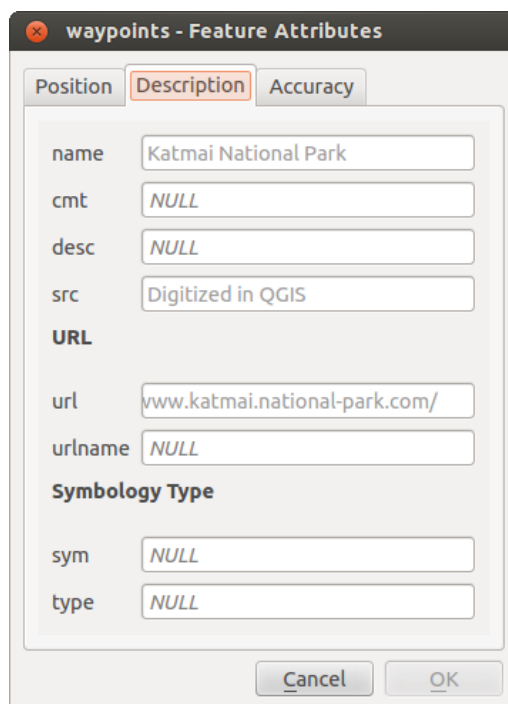 waypoints - Feature Attributes
Position Description Accuracy
name Katmai National Park
cmt NULL
desc NULL
src Digitized in QGIS
URL
url www.katmai.national-park.com/
urlname NULL
Symbology Type
sym NULL
type NULL
Cancel OK